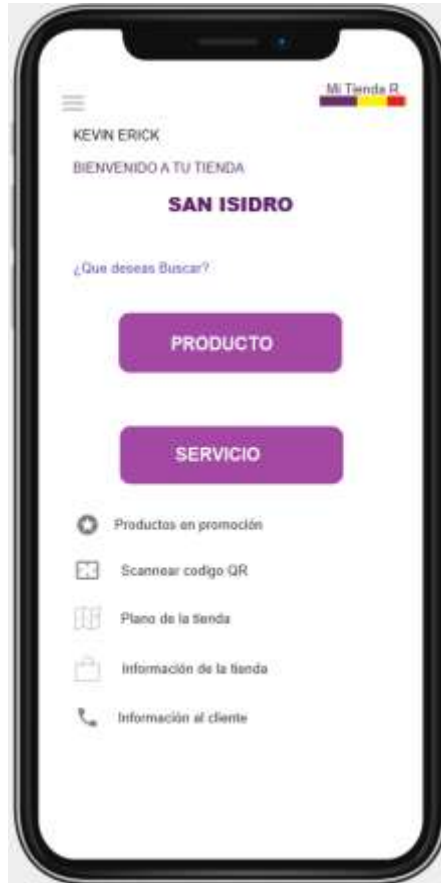 Mi Tienda R
KEVIN ERICK
BIENVENIDO A TU TIENDA
SAN ISIDRO
¿Que deseas Buscar?
PRODUCTO
SERVICIO
Productos en promoción
Scannear codigo QR
Plano de la tienda
Información de la tienda
Información al cliente